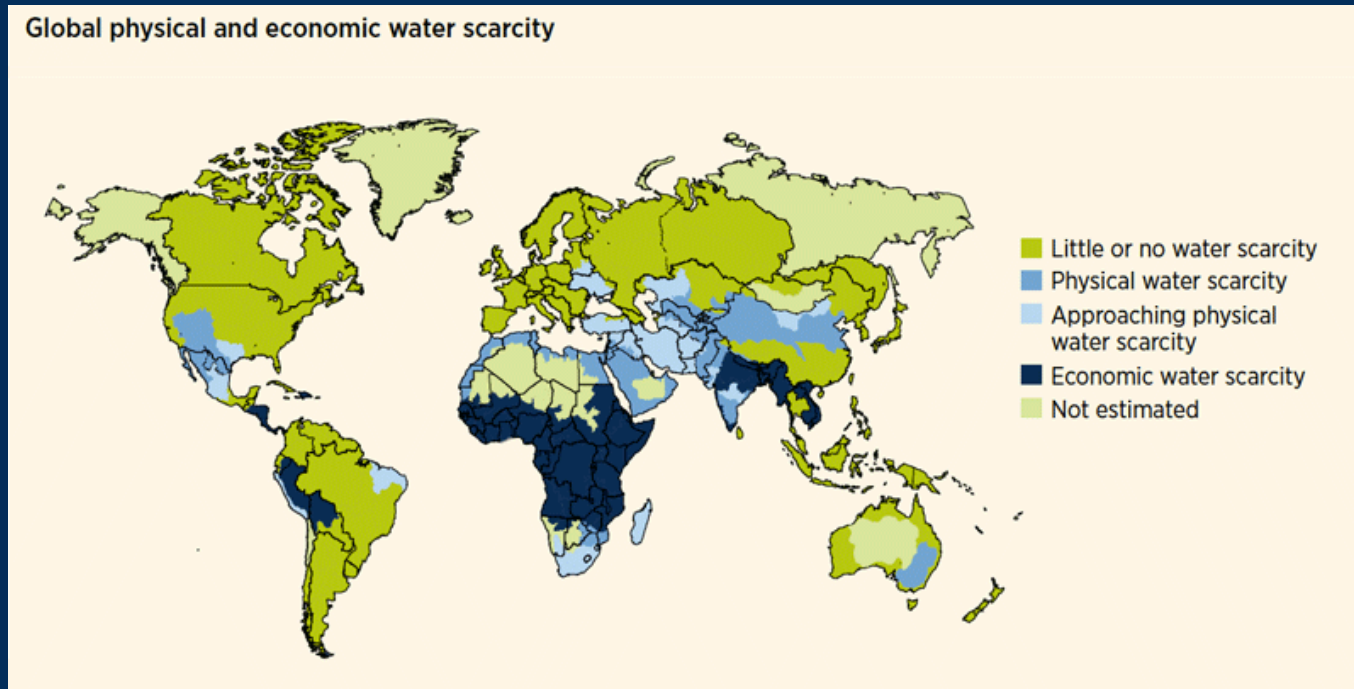 Global physical and economic water scarcity
Little or no water scarcity
Physical water scarcity
Approaching physical
water scarcity
Economic water scarcity
Not estimated